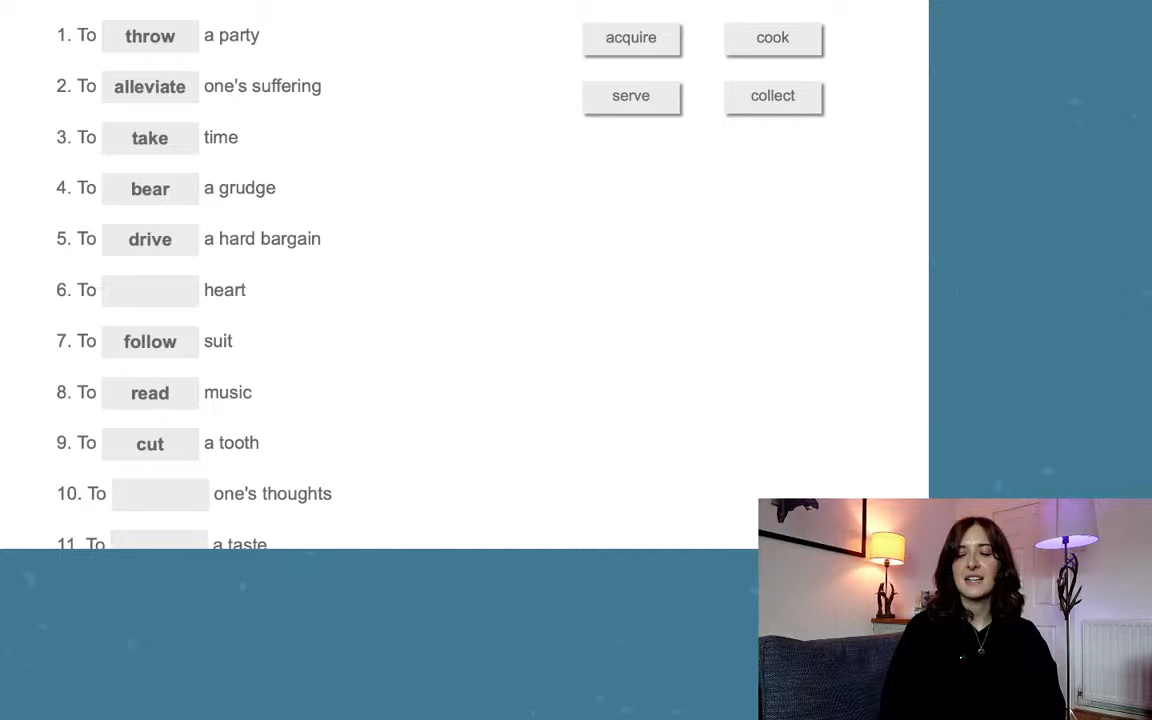 1. To throw a party
2. To alleviate one's suffering
3. To take time
4. To bear a grudge
5. To drive a hard bargain
6. To heart
7. To follow suit
8. To read music
9. To cut a tooth
10. To one's thoughts
11. To a taste
acquire cook
serve collect